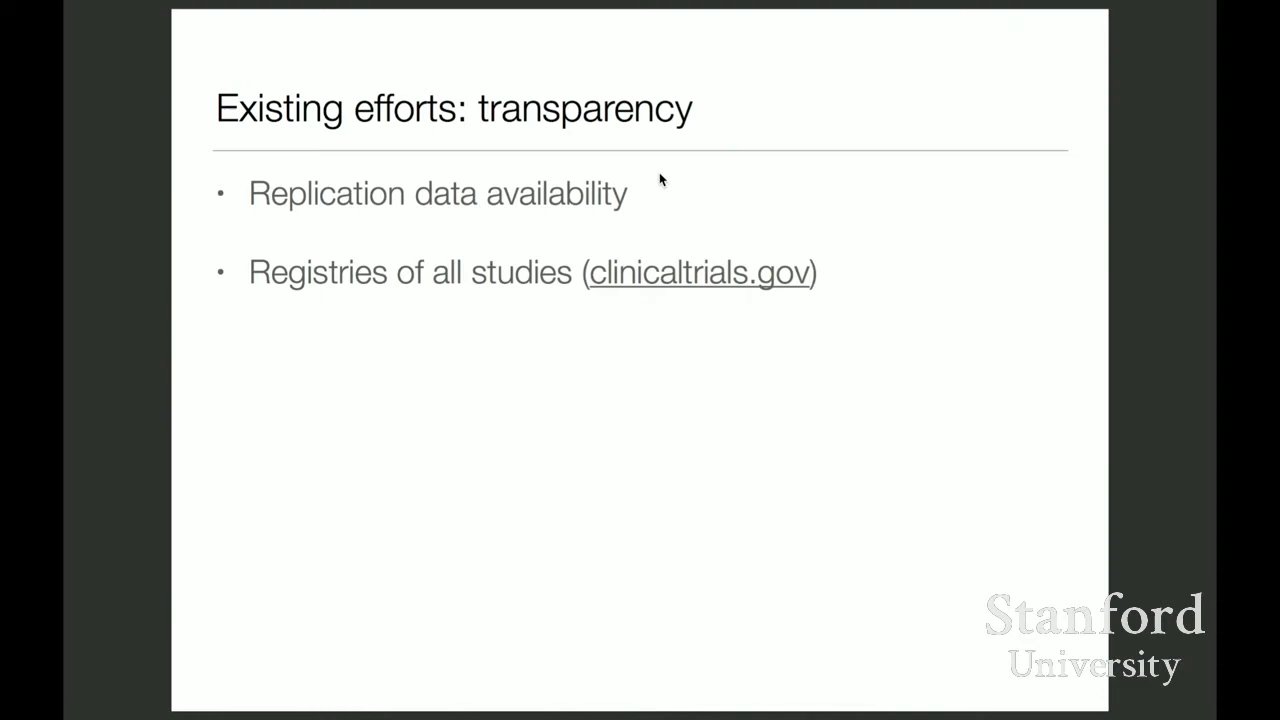 Existing efforts: transparency
• Replication data availability
• Registries of all studies (clinicaltrials.gov)
Stanford
University